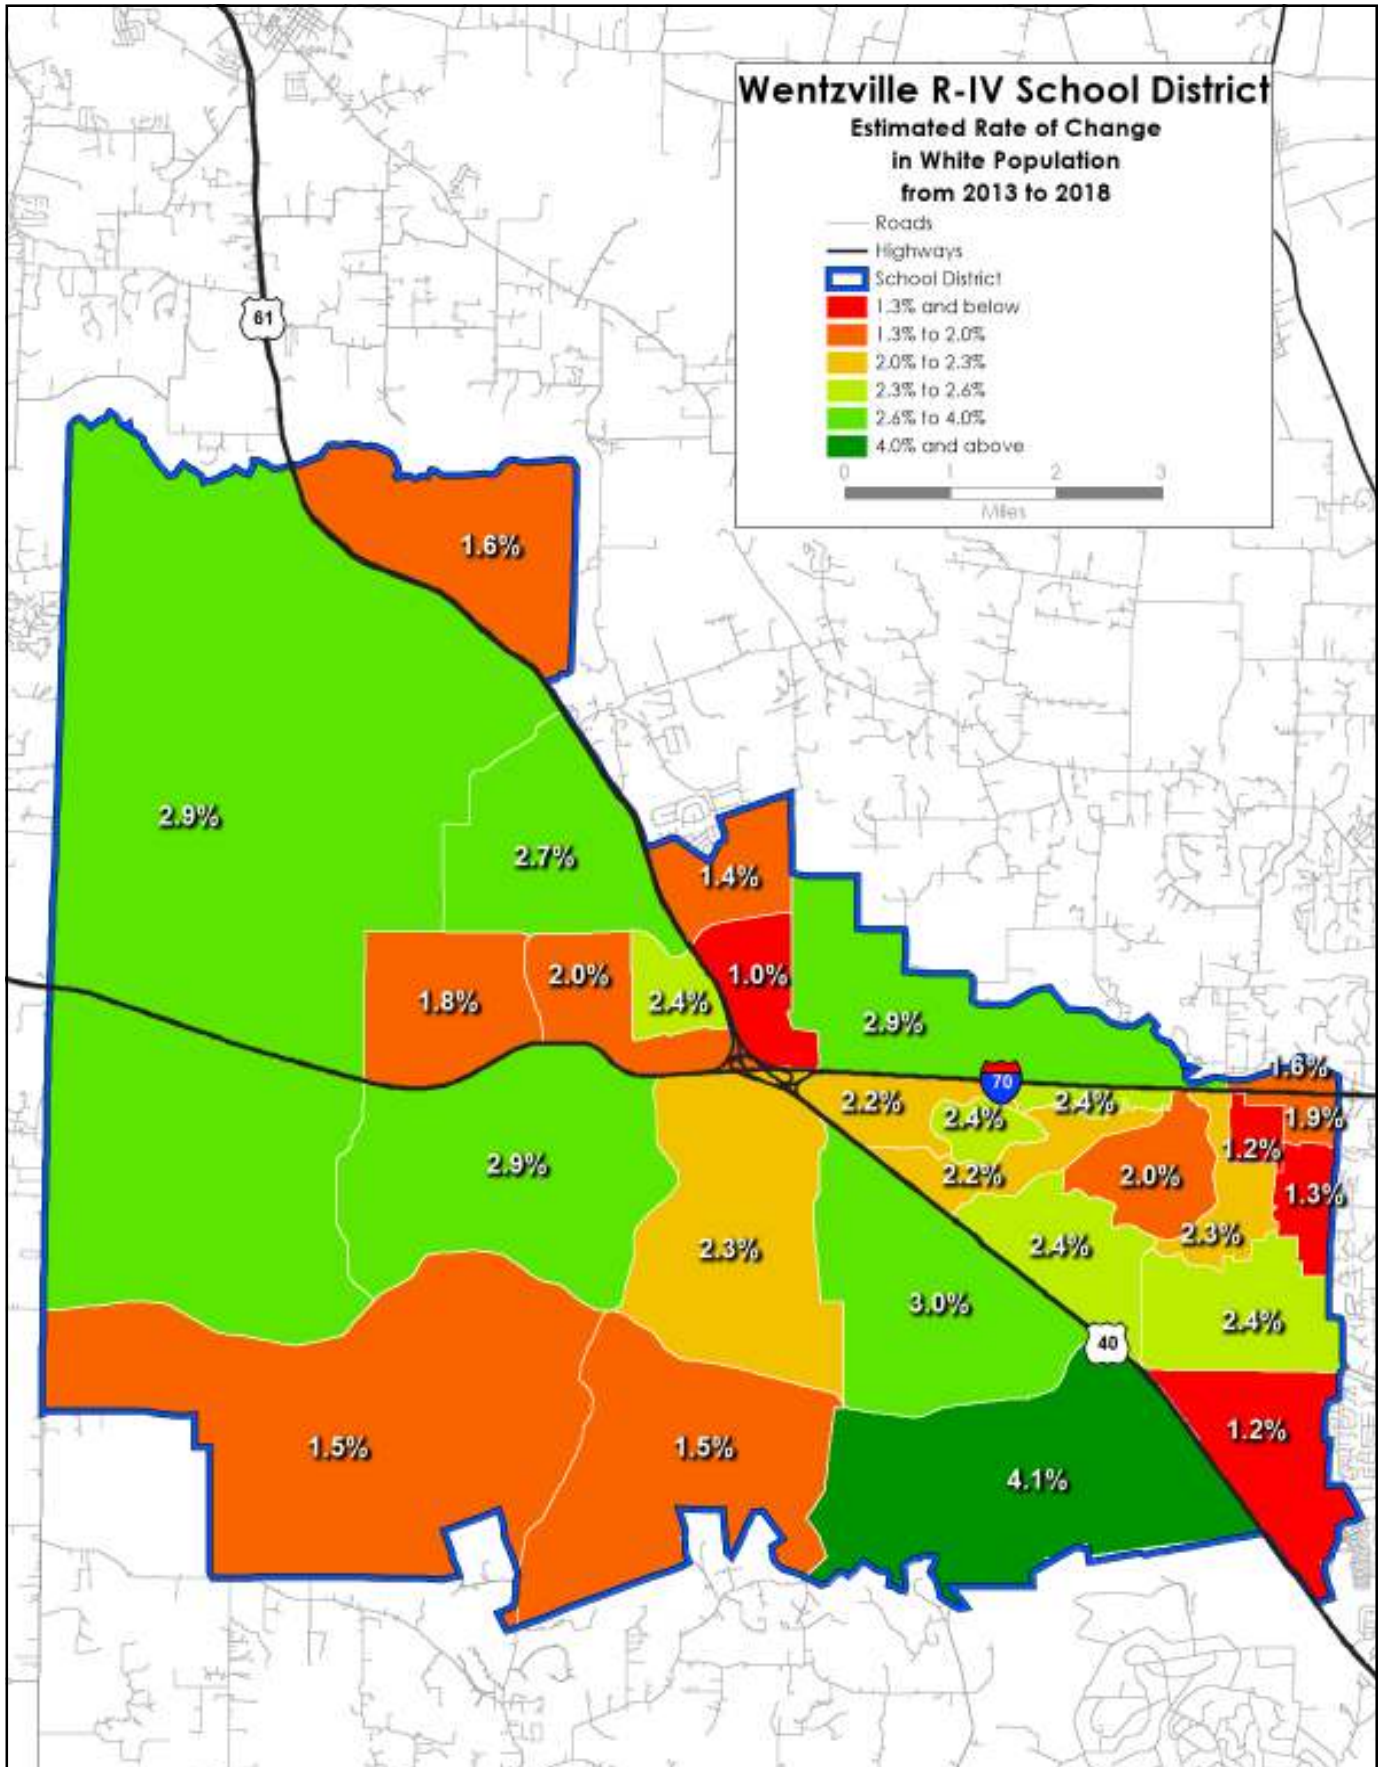 Wentzville R-IV School District
Estimated Rate of Change
in White Population
from 2013 to 2018
Roads
Highways
School District
1.3% and below
1.3% to 2.0%
2.0% to 2.3%
2.3% to 2.6%
2.6% to 4.0%
4.0% and above
0 1 2 3
Miles
61
1.6%
2.9%
2.7%
1.4%
1.8%
2.0%
2.4%
1.0%
2.9%
1.6%
70
2.2%
2.4%
2.4%
1.9%
1.2%
2.9%
2.2%
2.0%
1.3%
2.3%
2.4%
2.3%
3.0%
2.4%
40
1.5%
1.5%
4.1%
1.2%